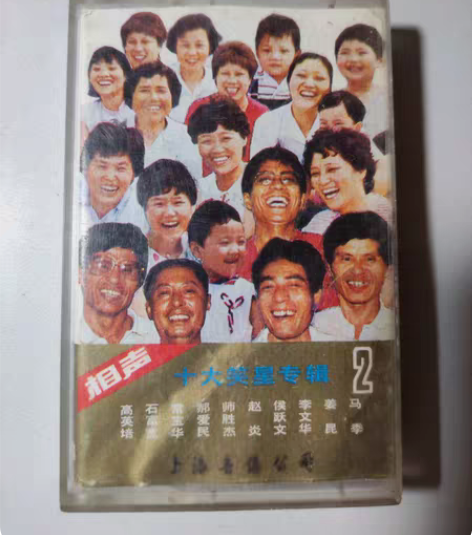 相声
十大笑星专辑
2
马季
姜昆
李文华
侯跃文
赵炎
师胜杰
郝爱民
常宝华
石富宽
高英培
上海音像公司